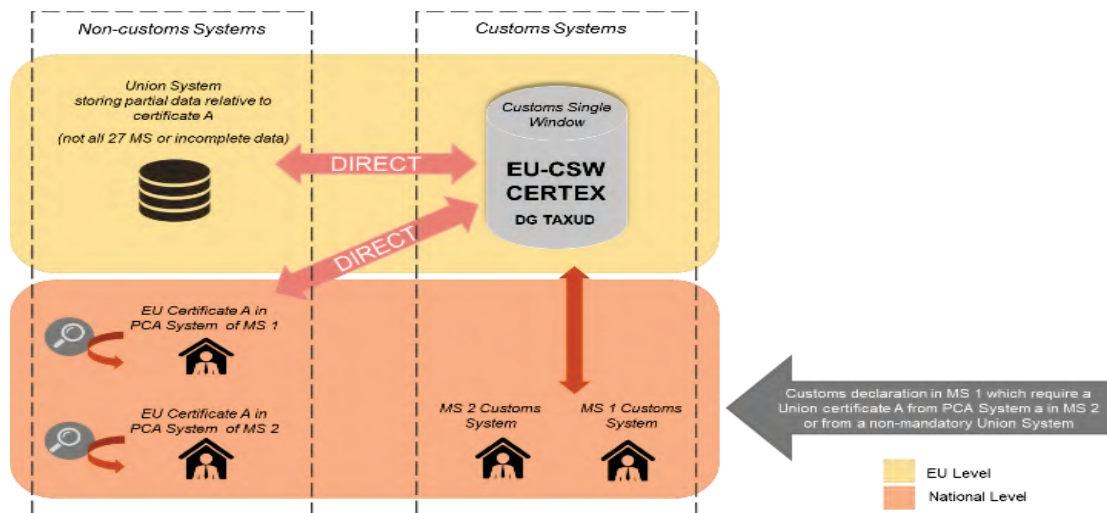 Non-customs Systems
Customs Systems
Union System
storing partial data relative to
certificate A
(not all 27 MS or incomplete data)
Customs Single
Window
EU-CSW
CERTEX
DG TAXUD
DIRECT
DIRECT
EU Certificate A in
PCA System of MS 1
EU Certificate A in
PCA System of MS 2
MS 2 Customs
System
MS 1 Customs
System
Customs declaration in MS 1 which require a
Union certificate A from PCA System a in MS 2
or from a non-mandatory Union System
EU Level
National Level